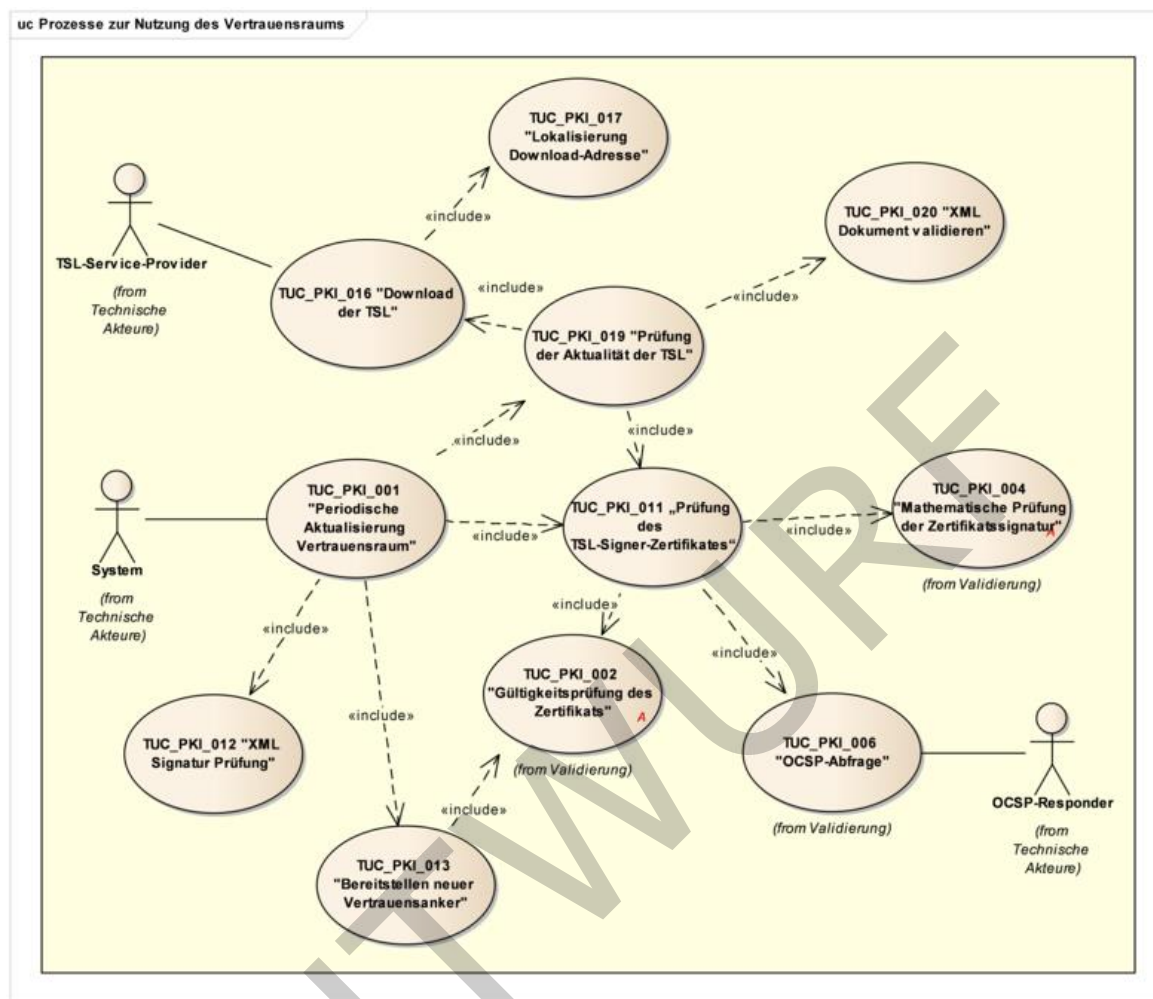 uc Prozesse zur Nutzung des Vertrauensraums
TUC_PKI_017
"Lokalisierung
Download-Adresse"
«include»
TSL-Service-Provider
(from
Technische
Akteure)
TUC_PKI_016 "Download
der TSL"
«include»
TUC_PKI_020 "XML
Dokument validieren"
«include»
TUC_PKI_019 "Prüfung
der Aktualität der TSL"
«include»
«include»
System
(from
Technische
Akteure)
TUC_PKI_001
"Periodische
Aktualisierung
Vertrauensraum"
«include»
TUC_PKI_011 „Prüfung
des
TSL-Signer-Zertifikates“
«include»
TUC_PKI_004
"Mathematische Prüfung
der Zertifikatssignatur"
A
(from Validierung)
«include»
«include»
«include»
«include»
TUC_PKI_012 "XML
Signatur Prüfung"
TUC_PKI_002
"Gültigkeitsprüfung des
Zertifikats"
A
(from Validierung)
«include»
TUC_PKI_006
"OCSP-Abfrage"
(from Validierung)
OCSP-Responder
(from
Technische
Akteure)
TUC_PKI_013
"Bereitstellen neuer
Vertrauensanker"
NTWURF